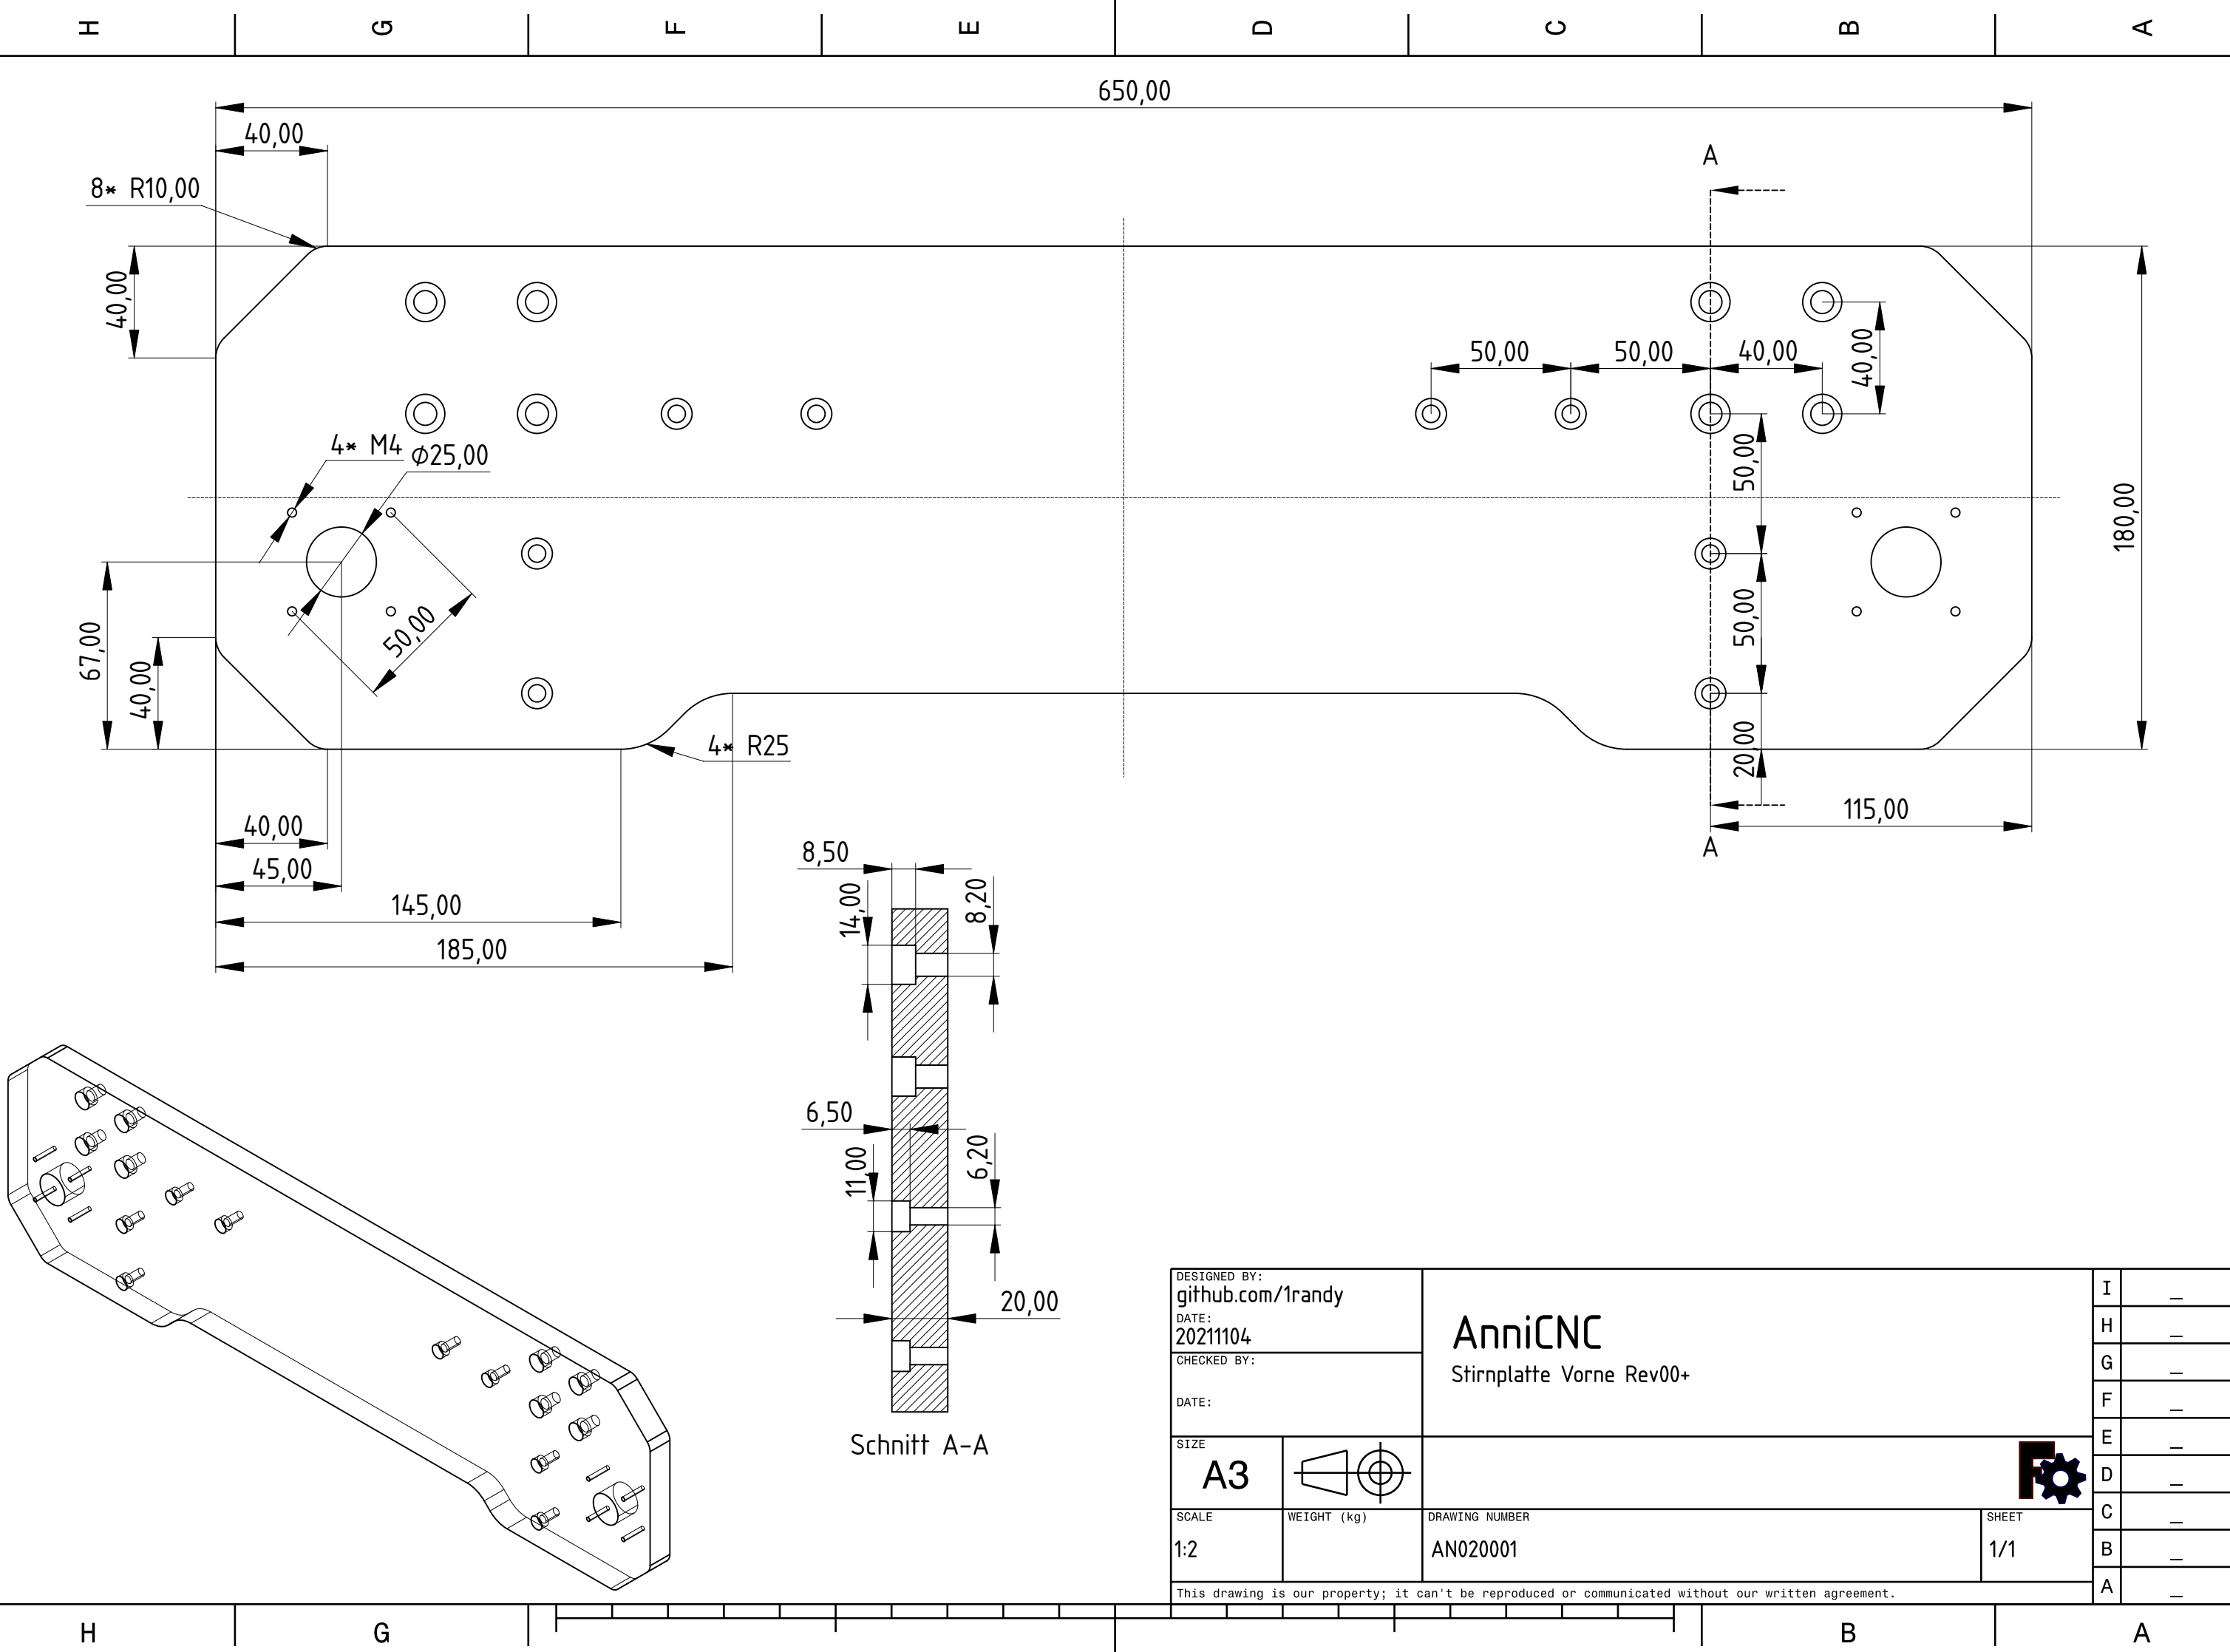 H G F E D C B A
650,00
40,00
A
8* R10,00
40,00
50,00 50,00 40,00
40,00
4* M4 ϕ25,00
50,00
180,00
50,00
50,00
67,00
40,00
4* R25
20,00
40,00
115,00
A
45,00
8,50
14,00
8,20
145,00
185,00
6,50
11,00
6,20
20,00
Schnitt A-A
DESIGNED BY:
github.com/1randy
DATE:
20211104
CHECKED BY:
DATE:
AnniCNC
Stirnplatte Vorne Rev00+
SIZE
A3
SCALE
1:2
WEIGHT (kg)
DRAWING NUMBER
AN020001
SHEET
1/1
This drawing is our property; it can't be reproduced or communicated without our written agreement.
I _
H _
G _
F _
E _
D _
C _
B _
A _
H G B A